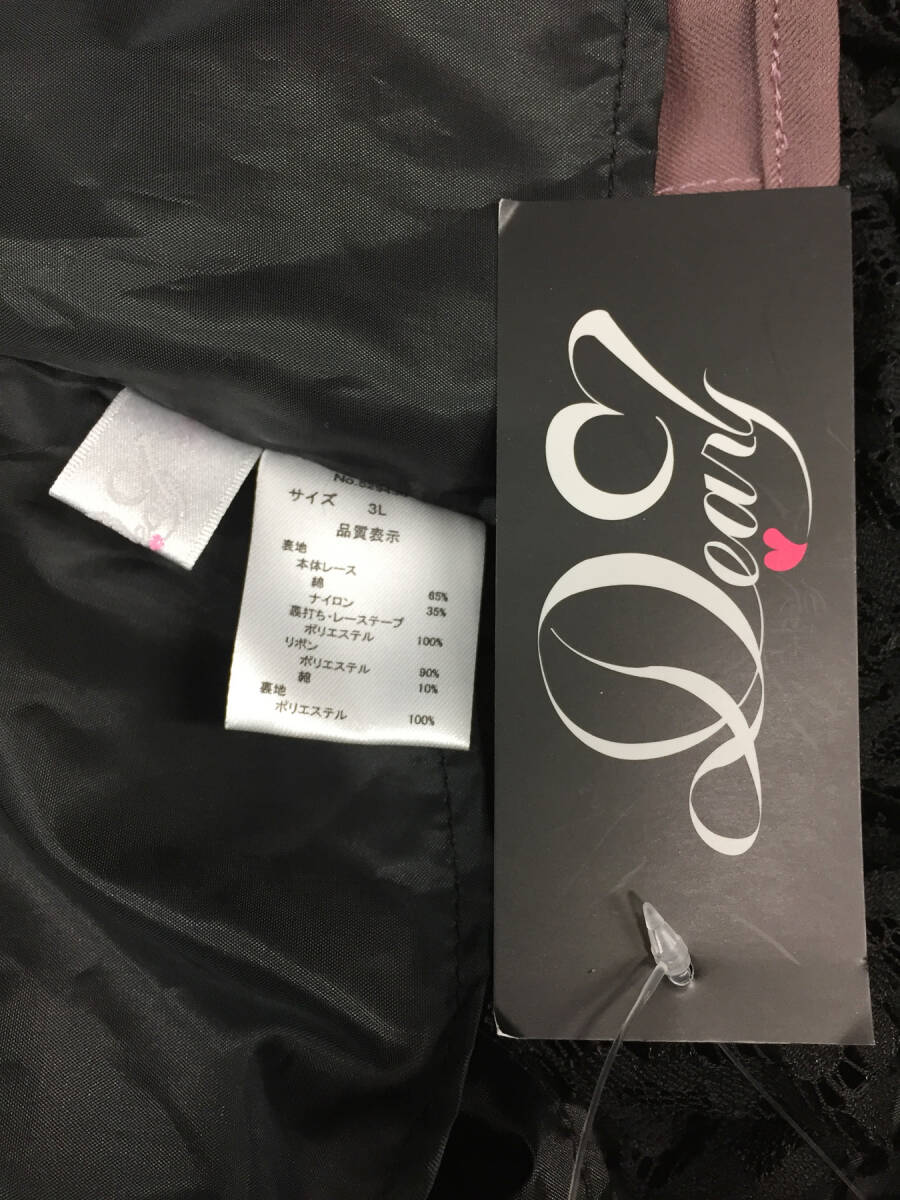 サイズ 3L
品質表示
表地
本体レース
綿 65%
ナイロン 35%
裏打ち・レーステープ
ポリエステル 100%
リボン
ポリエステル 90%
綿 10%
裏地
ポリエステル 100%
Deary